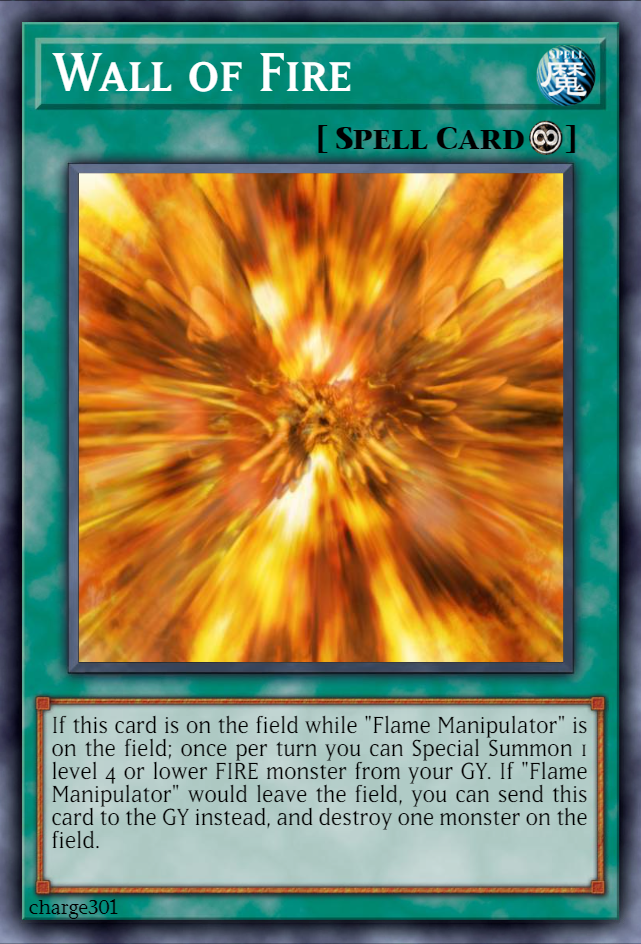 Wall of Fire
SPELL
魔
[ Spell Card ]
If this card is on the field while "Flame Manipulator" is
on the field; once per turn you can Special Summon 1
level 4 or lower FIRE monster from your GY. If "Flame
Manipulator" would leave the field, you can send this
card to the GY instead, and destroy one monster on the
field.
charge301